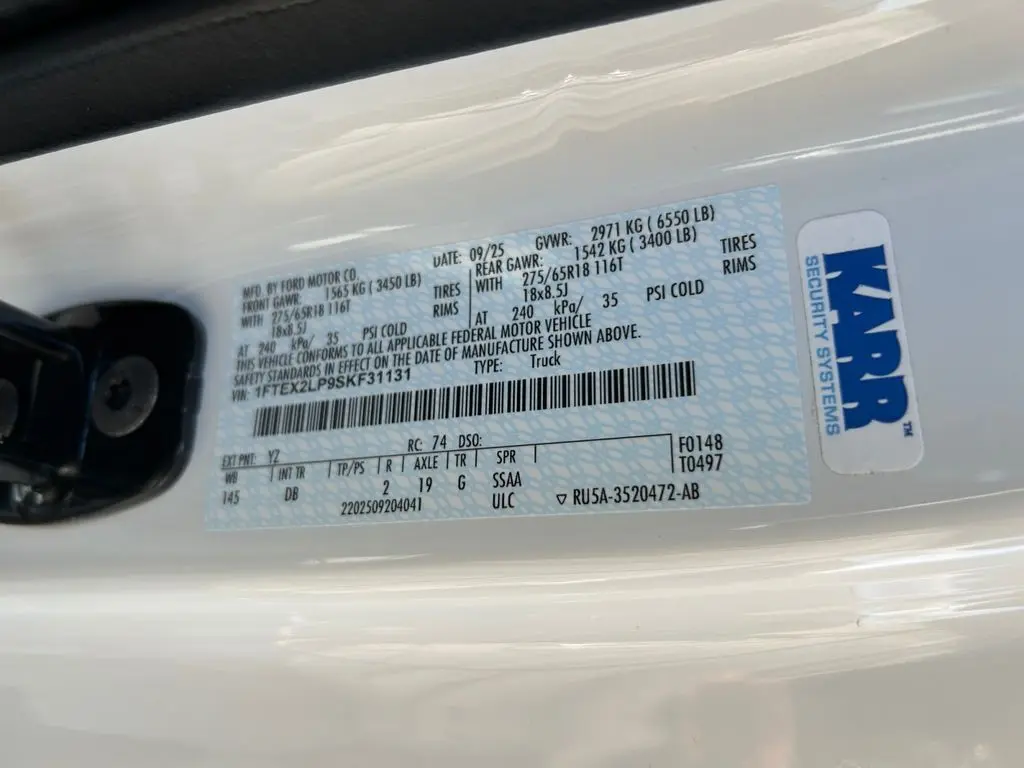 MFD. BY FORD MOTOR CO.
DATE: 09/25 GVWR: 2971 KG ( 6550 LB)
FRONT GAWR: 1565 KG ( 3450 LB)
WITH 275/65R18 116T TIRES
18x8.5J RIMS
AT 240 kPa/ 35 PSI COLD
REAR GAWR: 1542 KG ( 3400 LB)
WITH 275/65R18 116T TIRES
18x8.5J RIMS
AT 240 kPa/ 35 PSI COLD
THIS VEHICLE CONFORMS TO ALL APPLICABLE FEDERAL MOTOR VEHICLE
SAFETY STANDARDS IN EFFECT ON THE DATE OF MANUFACTURE SHOWN ABOVE.
VIN: 1FTEX2LP9SKF31131 TYPE: Truck
EXT PNT: YZ RC: 74 DSO:
WB INT TR TP/PS R AXLE TR SPR
145 DB 2 19 G SSAA
F0148
T0497
2202509204041 ULC ▽ RU5A-3520472-AB
KARR™
SECURITY SYSTEMS